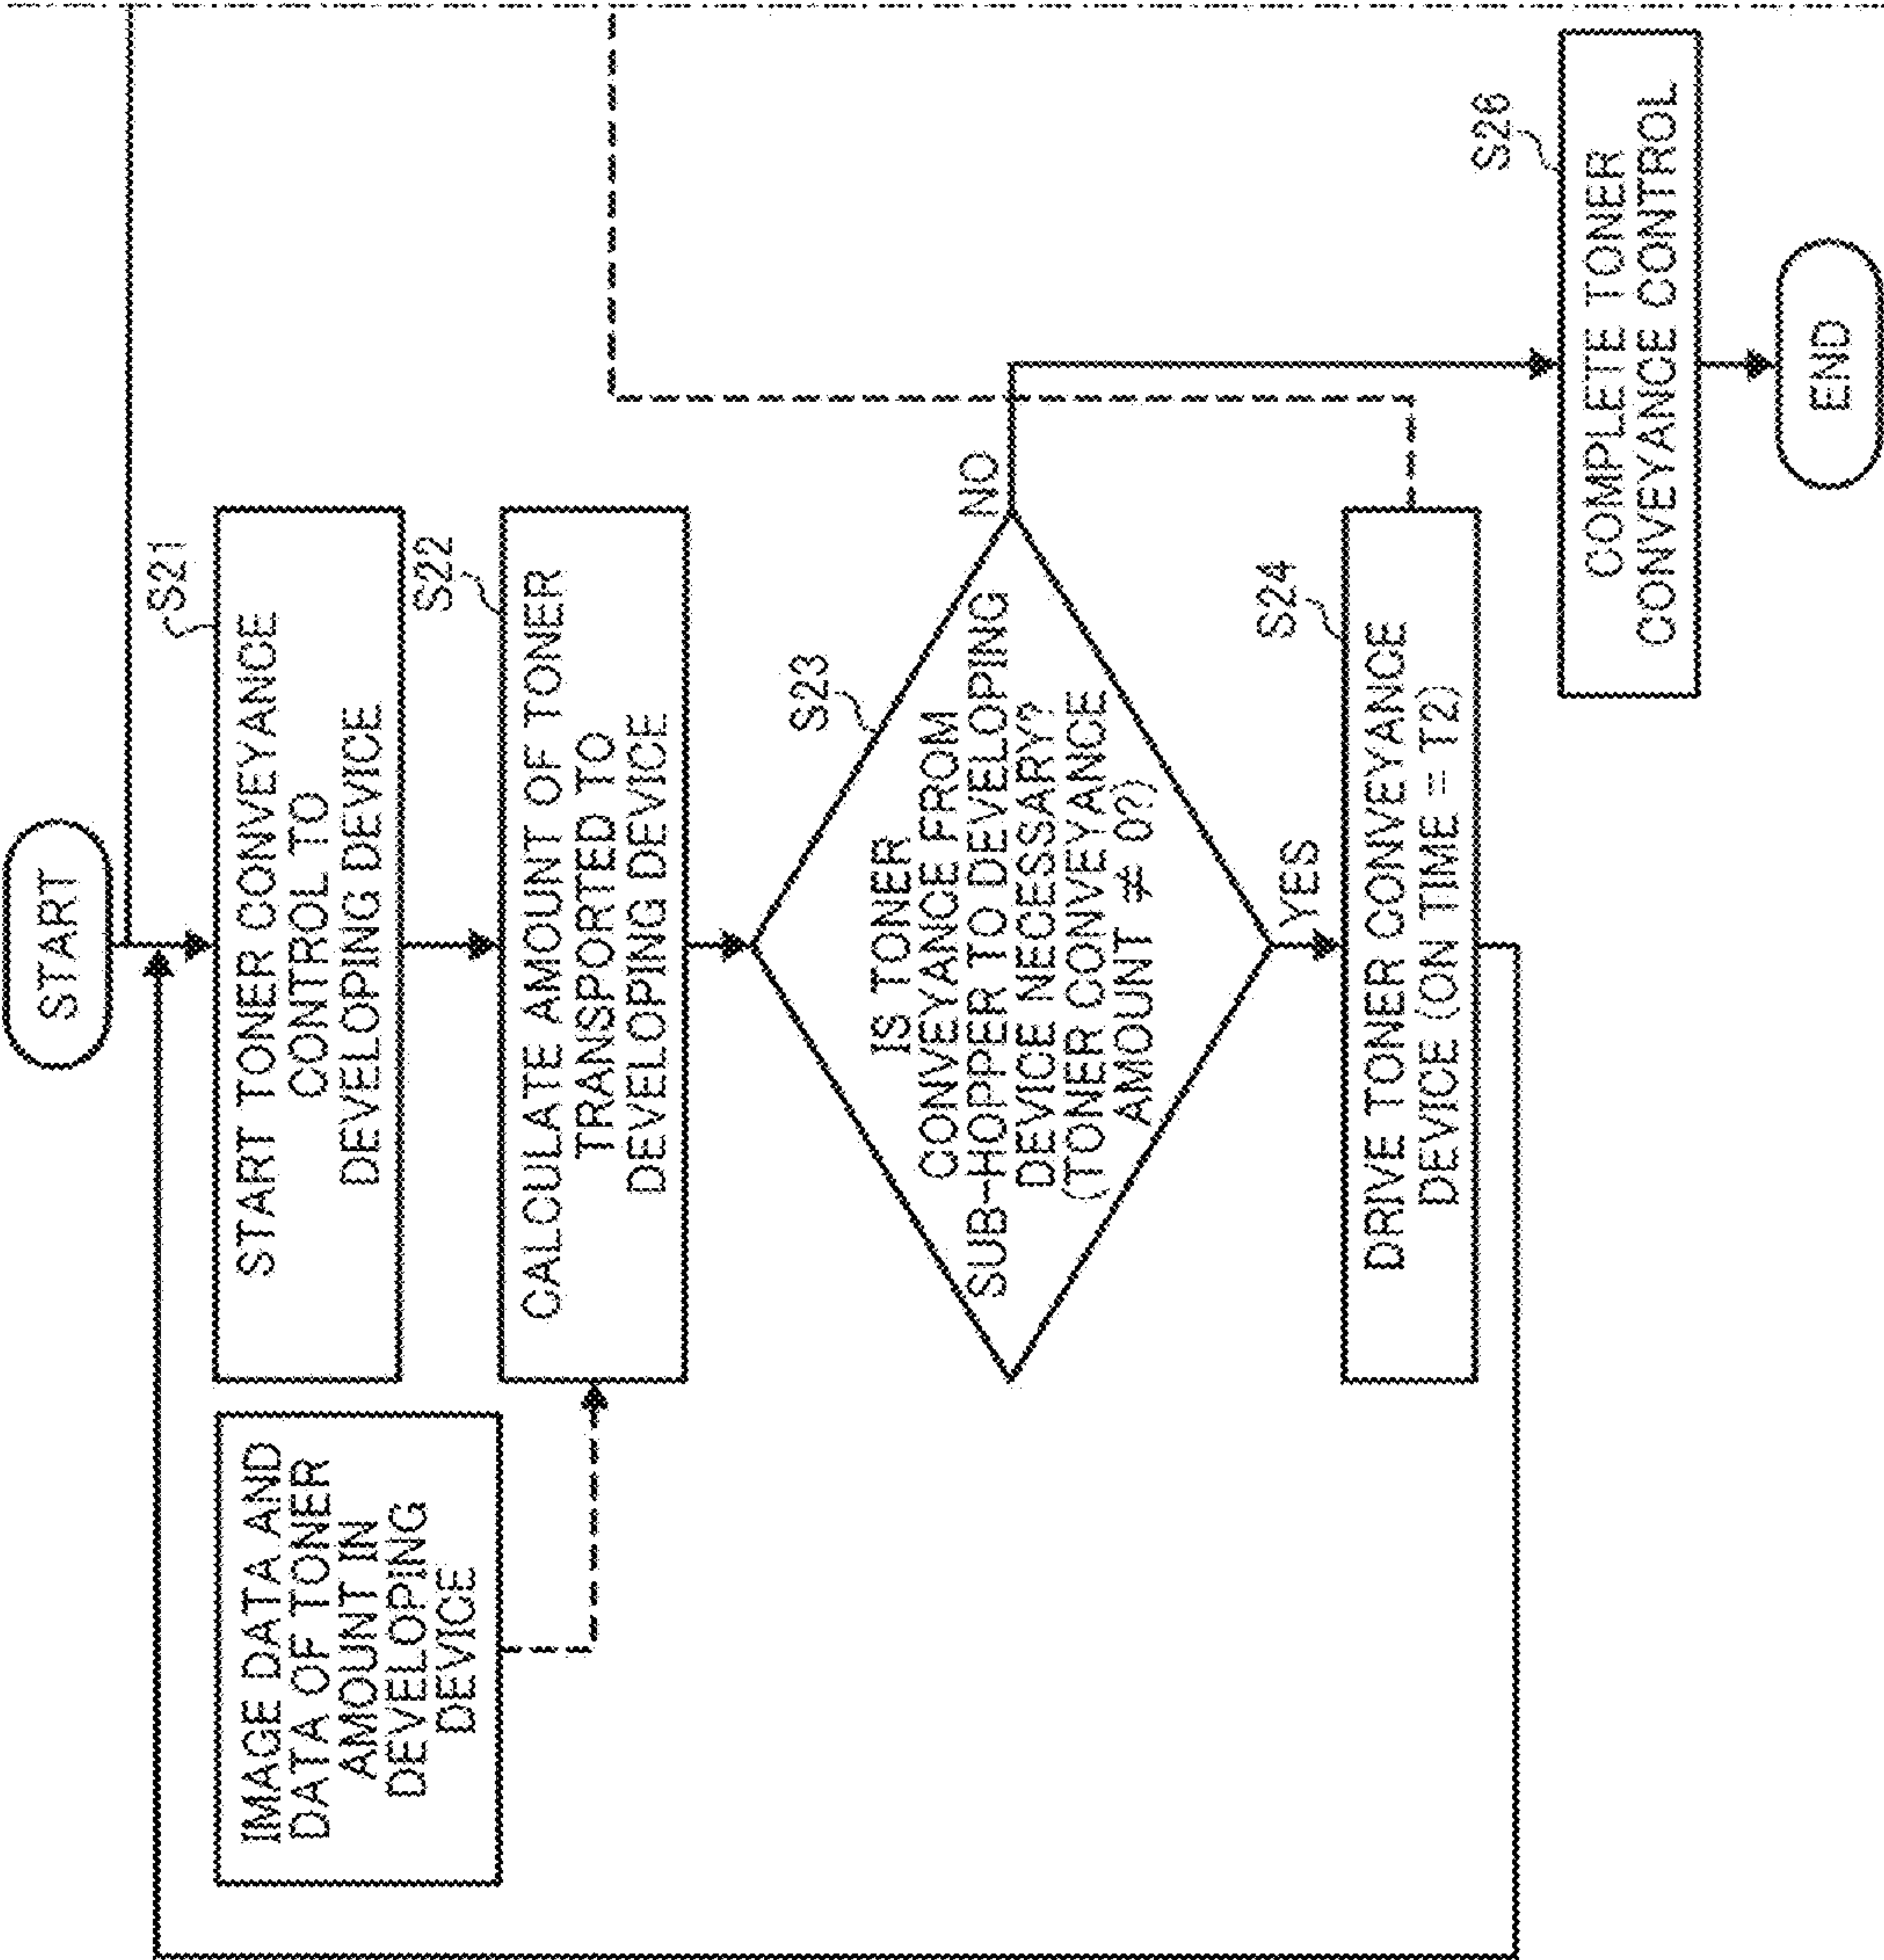 START
S21
START TONER CONVEYANCE
CONTROL TO
DEVELOPING DEVICE
IMAGE DATA AND
DATA OF TONER
AMOUNT IN
DEVELOPING
DEVICE
S22
CALCULATE AMOUNT OF TONER
TRANSPORTED TO
DEVELOPING DEVICE
S23
IS TONER
CONVEYANCE FROM
SUB-HOPPER TO DEVELOPING
DEVICE NECESSARY?
(TONER CONVEYANCE
AMOUNT ≠ 0?)
NO
YES
S24
DRIVE TONER CONVEYANCE
DEVICE (ON TIME = T2)
S26
COMPLETE TONER
CONVEYANCE CONTROL
END